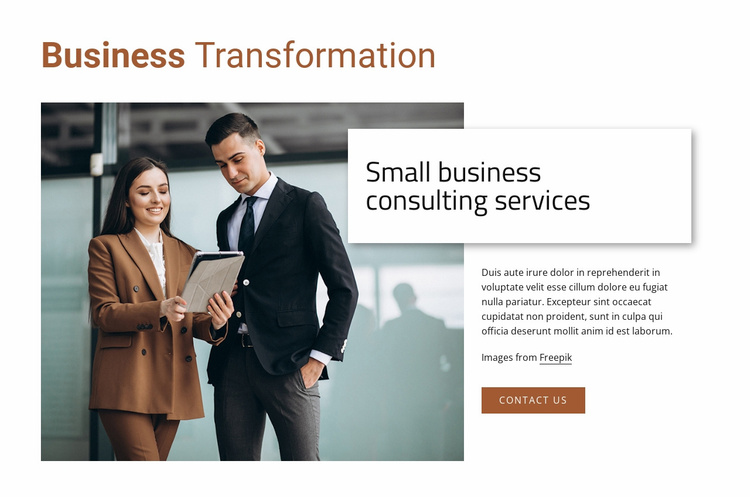 Business Transformation
Small business
consulting services
Duis aute irure dolor in reprehenderit in
voluptate velit esse cillum dolore eu fugiat
nulla pariatur. Excepteur sint occaecat
cupidatat non proident, sunt in culpa qui
officia deserunt mollit anim id est laborum.
Images from Freepik
CONTACT US